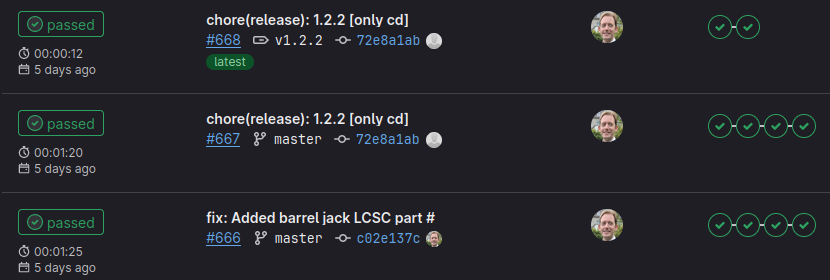 passed
chore(release): 1.2.2 [only cd]
#668 v1.2.2 72e8a1ab
00:00:12
latest
5 days ago
passed
chore(release): 1.2.2 [only cd]
#667 master 72e8a1ab
00:01:20
5 days ago
passed
fix: Added barrel jack LCSC part #
#666 master c02e137c
00:01:25
5 days ago